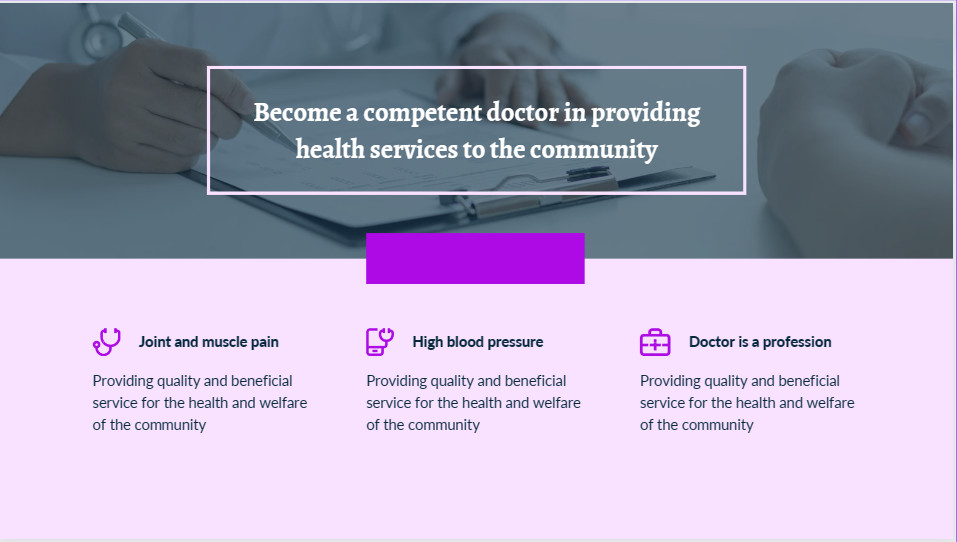 Become a competent doctor in providing
health services to the community
Joint and muscle pain
Providing quality and beneficial
service for the health and welfare
of the community
High blood pressure
Providing quality and beneficial
service for the health and welfare
of the community
Doctor is a profession
Providing quality and beneficial
service for the health and welfare
of the community